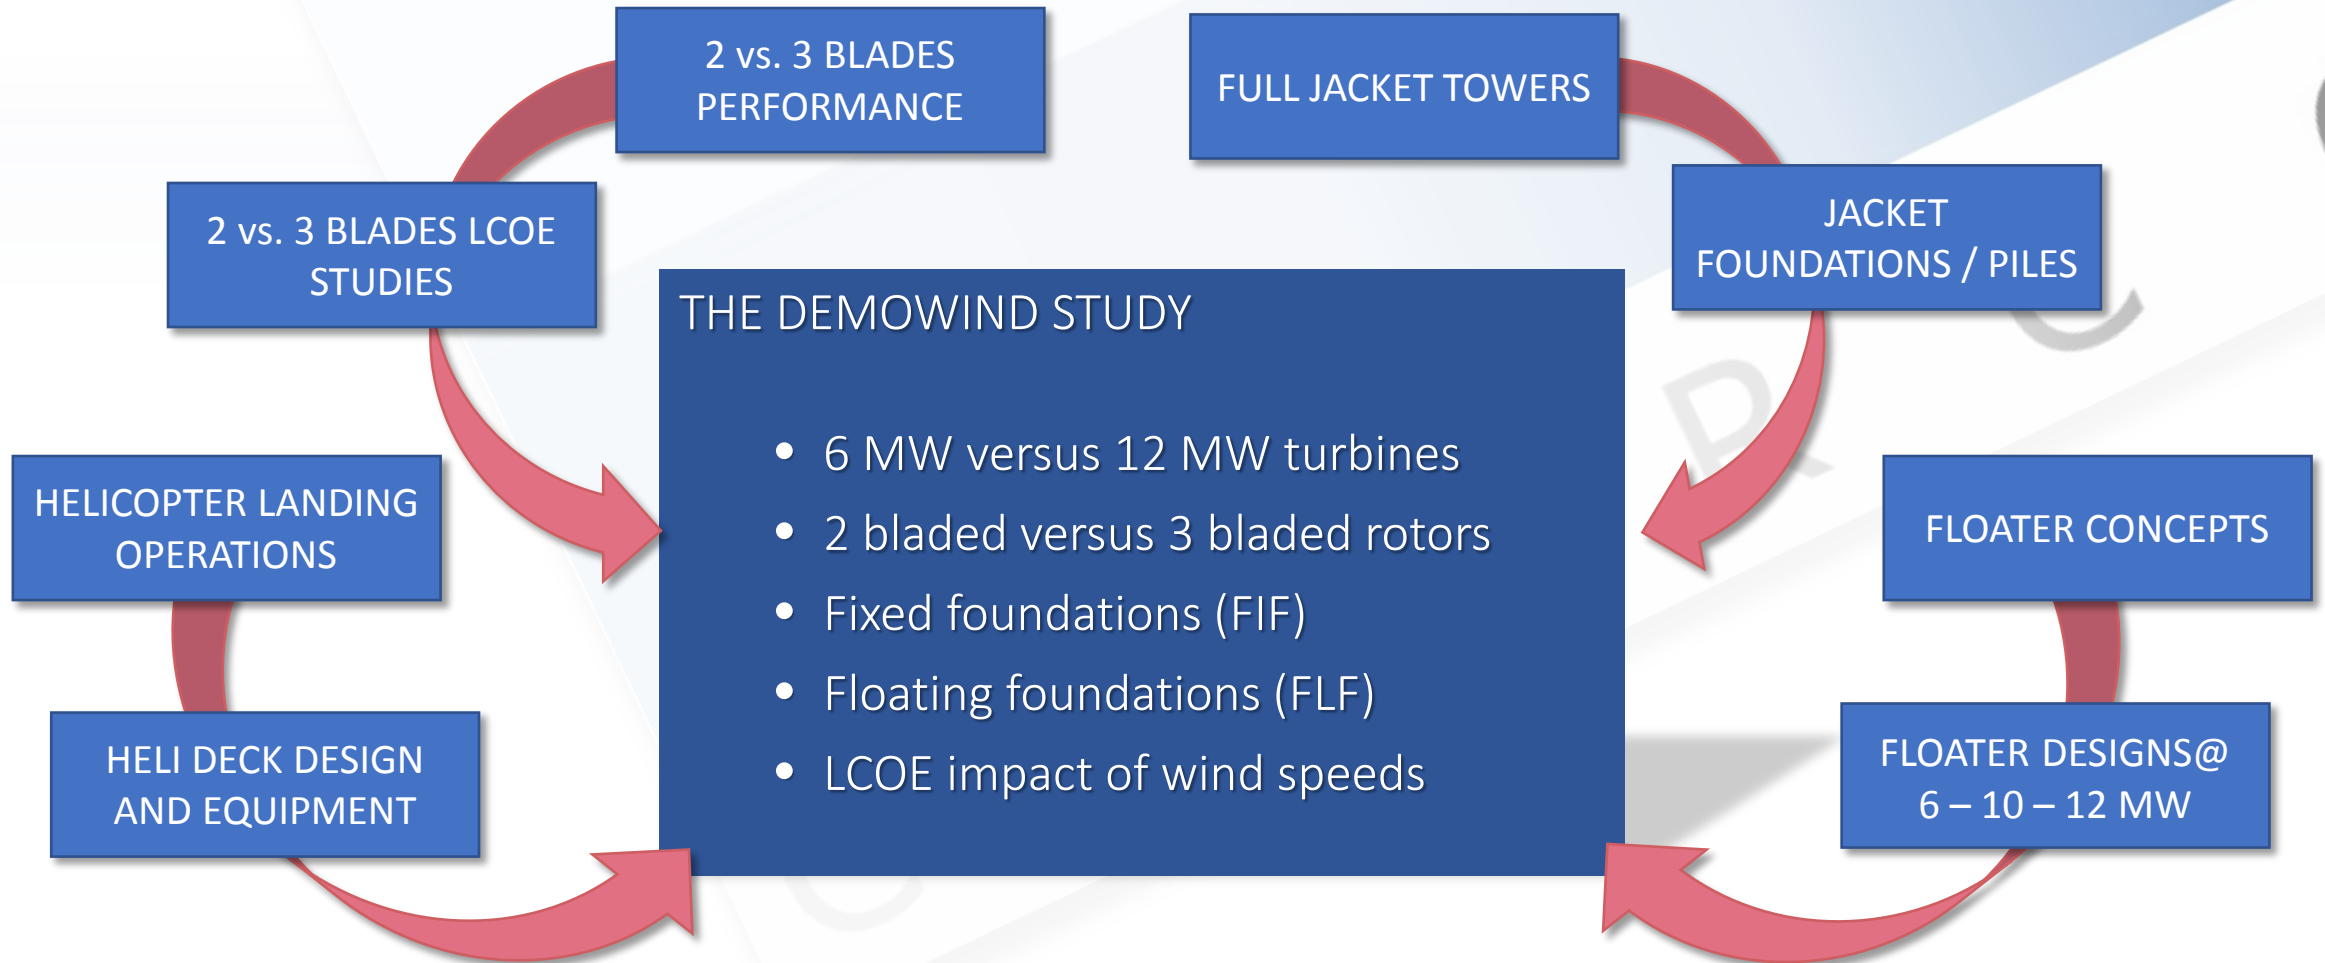 2 vs. 3 BLADES
PERFORMANCE
FULL JACKET TOWERS
2 vs. 3 BLADES LCOE
STUDIES
JACKET
FOUNDATIONS / PILES
THE DEMOWIND STUDY
• 6 MW versus 12 MW turbines
• 2 bladed versus 3 bladed rotors
• Fixed foundations (FIF)
• Floating foundations (FLF)
• LCOE impact of wind speeds
HELICOPTER LANDING
OPERATIONS
FLOATER CONCEPTS
HELI DECK DESIGN
AND EQUIPMENT
FLOATER DESIGNS@
6 – 10 – 12 MW